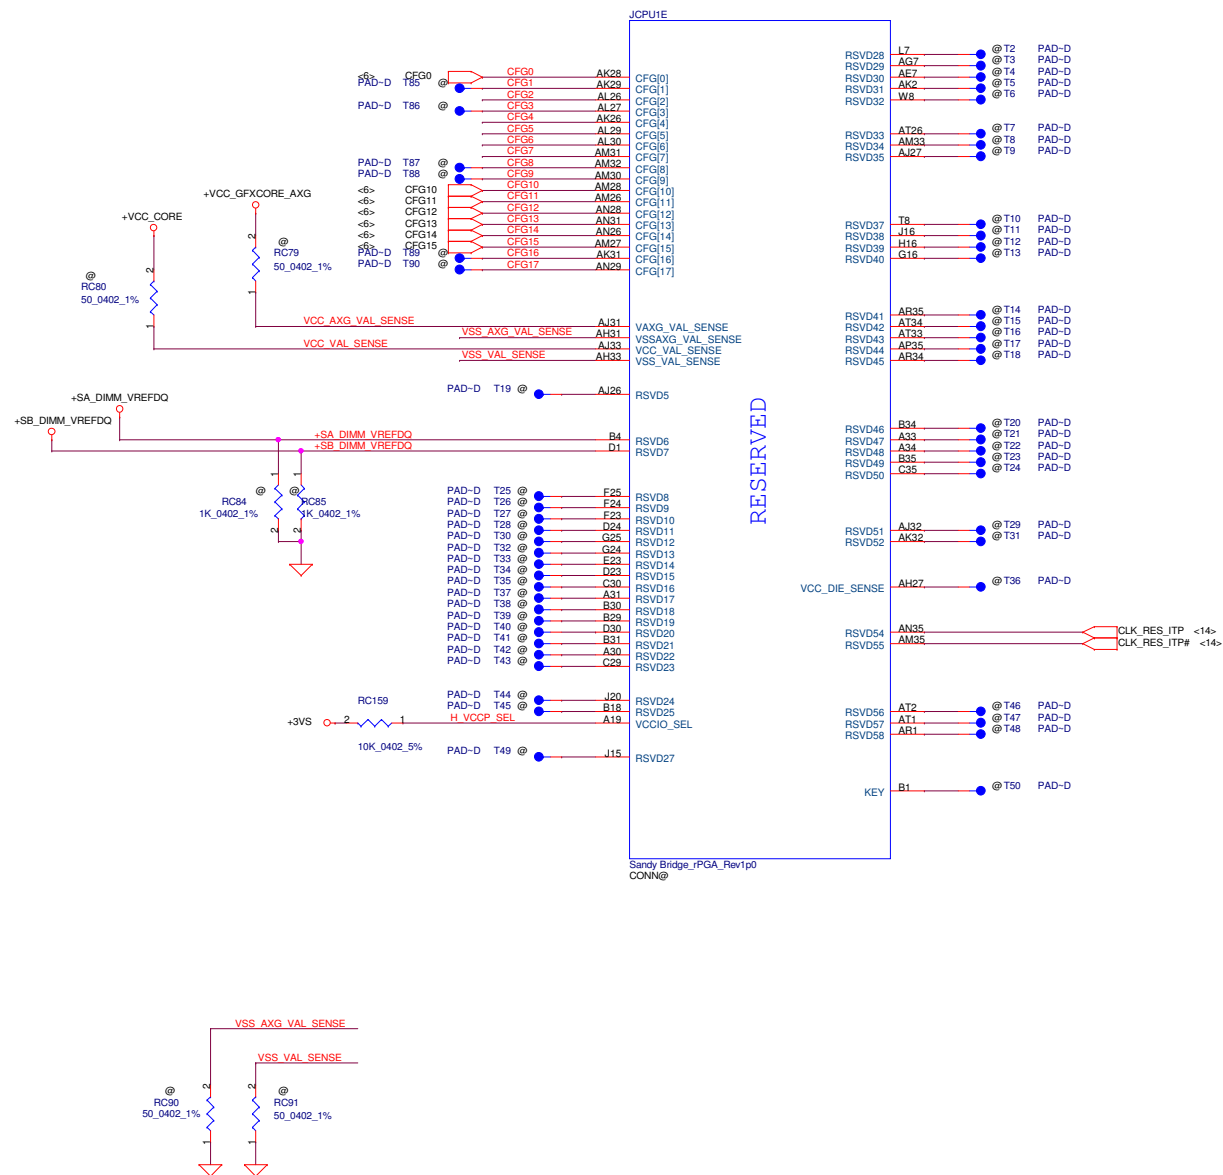 JCPU1E
<6> CFG0 CFG0 AK28 CFG[0]
PAD~D T85 @ CFG1 AK29 CFG[1]
CFG2 AL26 CFG[2]
PAD~D T86 @ CFG3 AL27 CFG[3]
CFG4 AK26 CFG[4]
CFG5 AL29 CFG[5]
CFG6 AL30 CFG[6]
CFG7 AM31 CFG[7]
PAD~D T87 @ CFG8 AM32 CFG[8]
PAD~D T88 @ CFG9 AM30 CFG[9]
<6> CFG10 CFG10 AM28 CFG[10]
<6> CFG11 CFG11 AM26 CFG[11]
<6> CFG12 CFG12 AN28 CFG[12]
<6> CFG13 CFG13 AN31 CFG[13]
<6> CFG14 CFG14 AN26 CFG[14]
<6> CFG15 CFG15 AM27 CFG[15]
PAD~D T89 @ CFG16 AK31 CFG[16]
PAD~D T90 @ CFG17 AN29 CFG[17]
+VCC_GFXCORE_AXG
+VCC_CORE
2
@
RC79
50_0402_1%
1
2
@
RC80
50_0402_1%
1
VCC_AXG_VAL_SENSE AJ31 VAXG_VAL_SENSE
VSS_AXG_VAL_SENSE AH31 VSSAXG_VAL_SENSE
VCC_VAL_SENSE AJ33 VCC_VAL_SENSE
VSS_VAL_SENSE AH33 VSS_VAL_SENSE
PAD~D T19 @ AJ26 RSVD5
+SA_DIMM_VREFDQ
+SB_DIMM_VREFDQ
+SA_DIMM_VREFDQ B4 RSVD6
+SB_DIMM_VREFDQ D1 RSVD7
1 1
@ @
RC84 RC85
1K_0402_1% 1K_0402_1%
2 2
PAD~D T25 @ F25 RSVD8
PAD~D T26 @ F24 RSVD9
PAD~D T27 @ F23 RSVD10
PAD~D T28 @ D24 RSVD11
PAD~D T30 @ G25 RSVD12
PAD~D T32 @ G24 RSVD13
PAD~D T33 @ E23 RSVD14
PAD~D T34 @ D23 RSVD15
PAD~D T35 @ C30 RSVD16
PAD~D T37 @ A31 RSVD17
PAD~D T38 @ B30 RSVD18
PAD~D T39 @ B29 RSVD19
PAD~D T40 @ D30 RSVD20
PAD~D T41 @ B31 RSVD21
PAD~D T42 @ A30 RSVD22
PAD~D T43 @ C29 RSVD23
PAD~D T44 @ J20 RSVD24
PAD~D T45 @ B18 RSVD25
RC159
+3VS 2 1 H_VCCP_SEL A19 VCCIO_SEL
10K_0402_5%
PAD~D T49 @ J15 RSVD27
RESERVED
RSVD28 L7 @ T2 PAD~D
RSVD29 AG7 @ T3 PAD~D
RSVD30 AE7 @ T4 PAD~D
RSVD31 AK2 @ T5 PAD~D
RSVD32 W8 @ T6 PAD~D
RSVD33 AT26 @ T7 PAD~D
RSVD34 AM33 @ T8 PAD~D
RSVD35 AJ27 @ T9 PAD~D
RSVD37 T8 @ T10 PAD~D
RSVD38 J16 @ T11 PAD~D
RSVD39 H16 @ T12 PAD~D
RSVD40 G16 @ T13 PAD~D
RSVD41 AR35 @ T14 PAD~D
RSVD42 AT34 @ T15 PAD~D
RSVD43 AT33 @ T16 PAD~D
RSVD44 AP35 @ T17 PAD~D
RSVD45 AR34 @ T18 PAD~D
RSVD46 B34 @ T20 PAD~D
RSVD47 A33 @ T21 PAD~D
RSVD48 A34 @ T22 PAD~D
RSVD49 B35 @ T23 PAD~D
RSVD50 C35 @ T24 PAD~D
RSVD51 AJ32 @ T29 PAD~D
RSVD52 AK32 @ T31 PAD~D
VCC_DIE_SENSE AH27 @ T36 PAD~D
RSVD54 AN35 CLK_RES_ITP <14>
RSVD55 AM35 CLK_RES_ITP# <14>
RSVD56 AT2 @ T46 PAD~D
RSVD57 AT1 @ T47 PAD~D
RSVD58 AR1 @ T48 PAD~D
KEY B1 @ T50 PAD~D
Sandy Bridge_rPGA_Rev1p0
CONN@
VSS_AXG_VAL_SENSE
VSS_VAL_SENSE
2 2
@ @
RC90 RC91
50_0402_1% 50_0402_1%
1 1